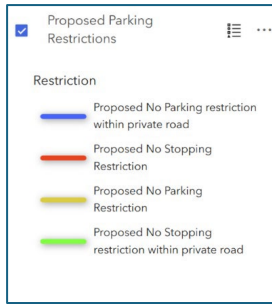 Proposed Parking
Restrictions
Restriction
Proposed No Parking restriction
within private road
Proposed No Stopping
Restriction
Proposed No Parking
Restriction
Proposed No Stopping
restriction within private road